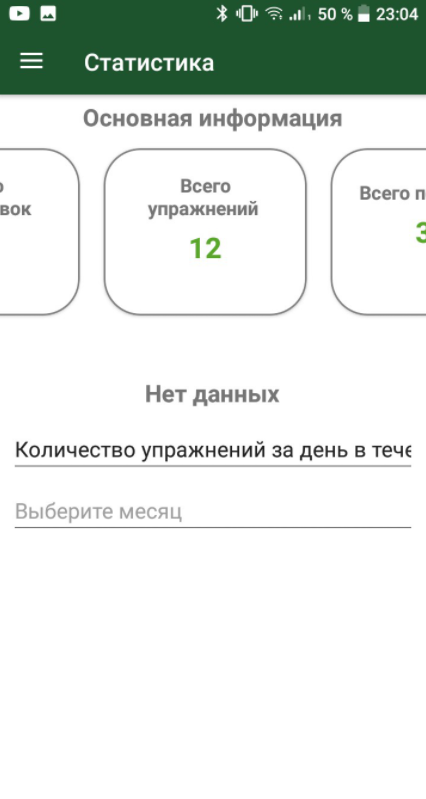 50 % 23:04
Статистика
Основная информация
вок
Всего
упражнений
12
Всего
Нет данных
Количество упражнений за день в тече
Выберите месяц